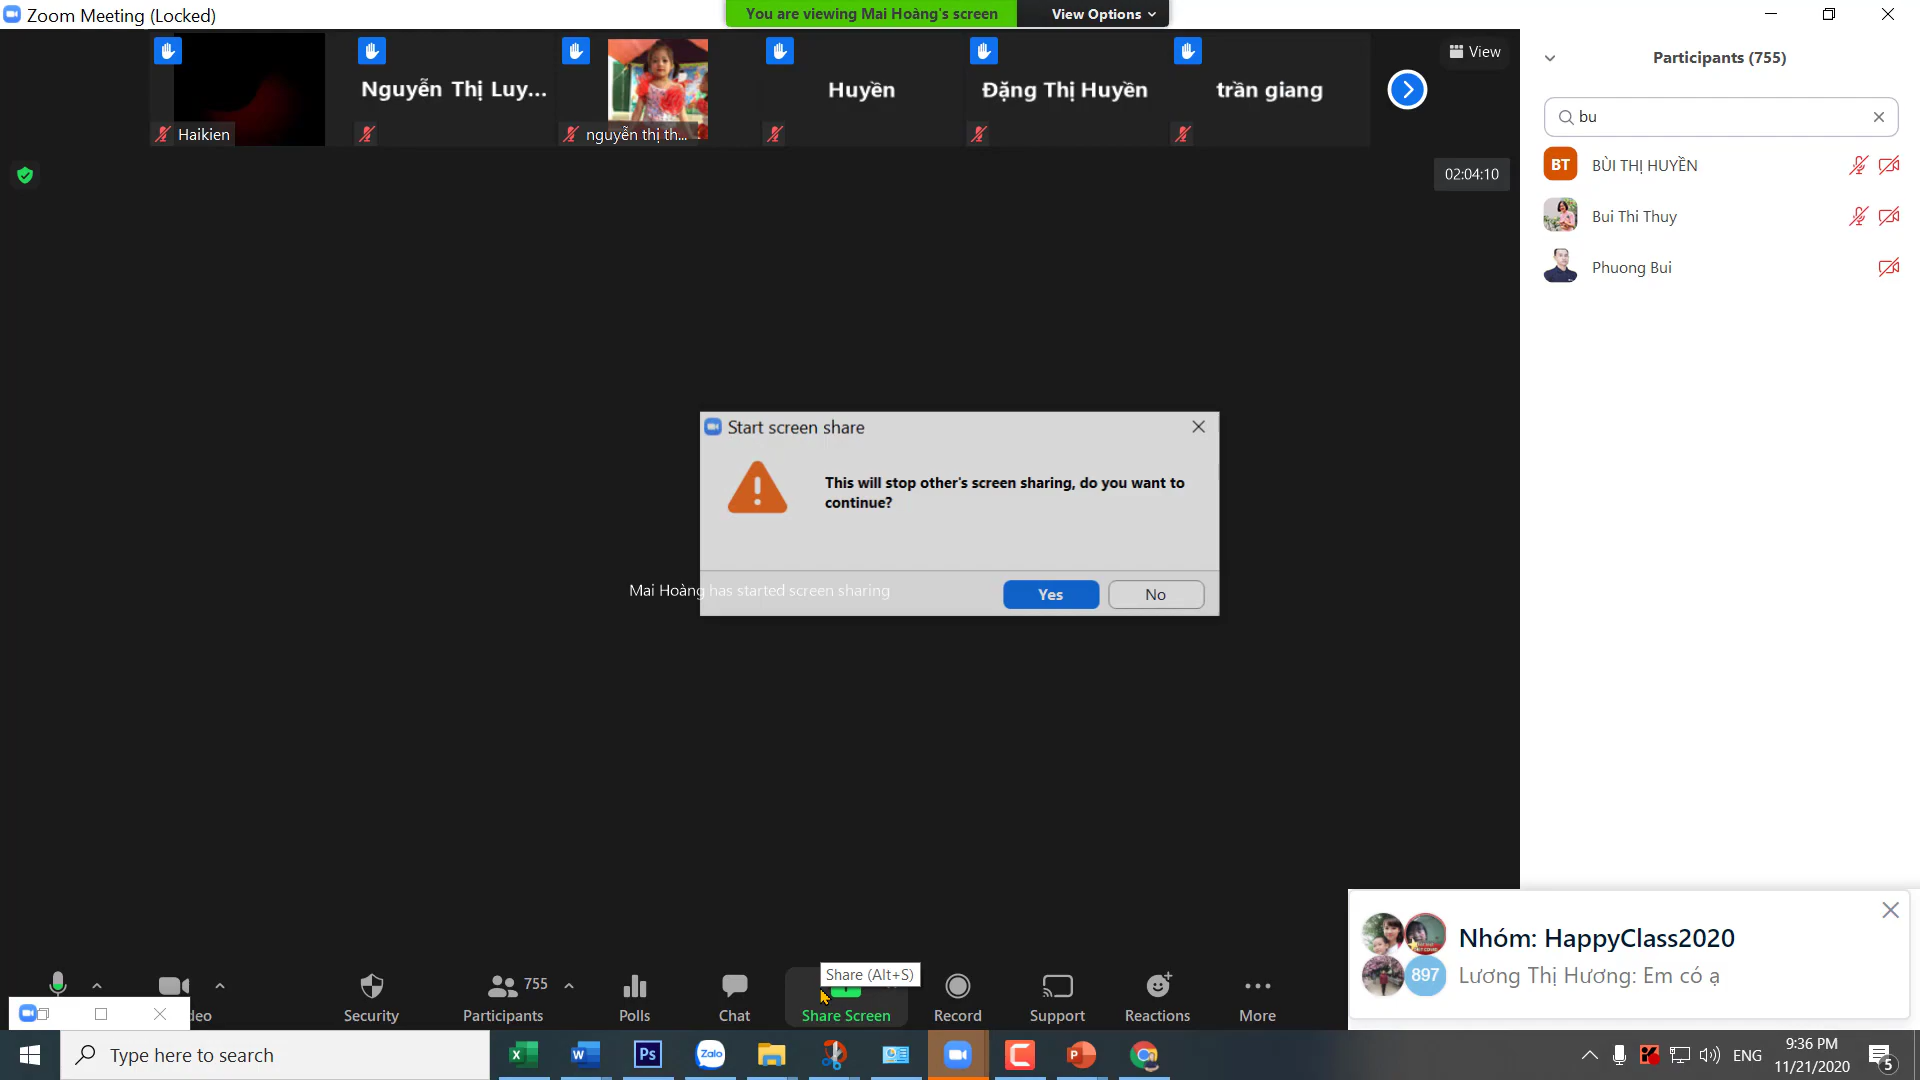 Zoom Meeting (Locked)
You are viewing Mai Hoàng's screen
View Options
Haikien
Nguyễn Thị Luy...
nguyễn thị th...
Huyền
Đặng Thị Huyền
trần giang
View
02:04:10
Participants (755)
bu
BT
BÙI THỊ HUYỀN
Bui Thi Thuy
Phuong Bui
Start screen share
This will stop other's screen sharing, do you want to
continue?
Mai Hoàng has started screen sharing
Yes
No
Nhóm: HappyClass2020
897
Lương Thị Hương: Em có ạ
Share (Alt+S)
deo
Security
755
Participants
Polls
Chat
Share Screen
Record
Support
Reactions
More
Type here to search
Ps
Zalo
ENG
9:36 PM
11/21/2020
5